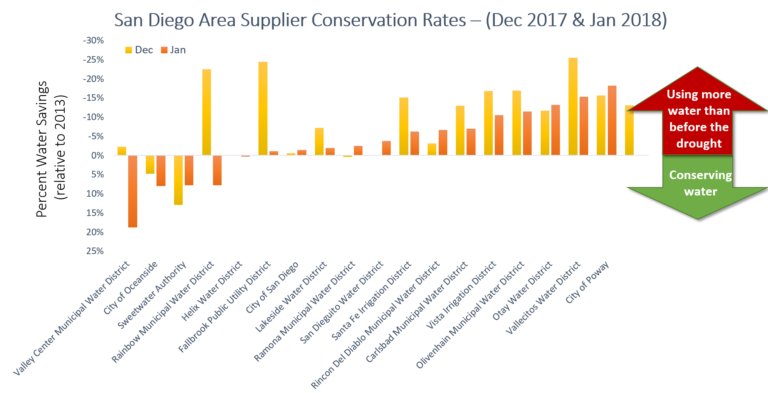 San Diego Area Supplier Conservation Rates – (Dec 2017 & Jan 2018)
Dec
Jan
Percent Water Savings
(relative to 2013)
-30%
-25%
-20%
-15%
-10%
-5%
0%
5%
10%
15%
20%
25%
Valley Center Municipal Water District
City of Oceanside
Sweetwater Authority
Rainbow Municipal Water District
Helix Water District
Fallbrook Public Utility District
City of San Diego
Lakeside Water District
Ramona Municipal Water District
San Dieguito Water District
Santa Fe Irrigation District
Rincon Del Diablo Municipal Water District
Carlsbad Municipal Water District
Vista Irrigation District
Olivenhain Municipal Water District
Otay Water District
Vallecitos Water District
City of Poway
Using more
water than
before the
drought
Conserving
water